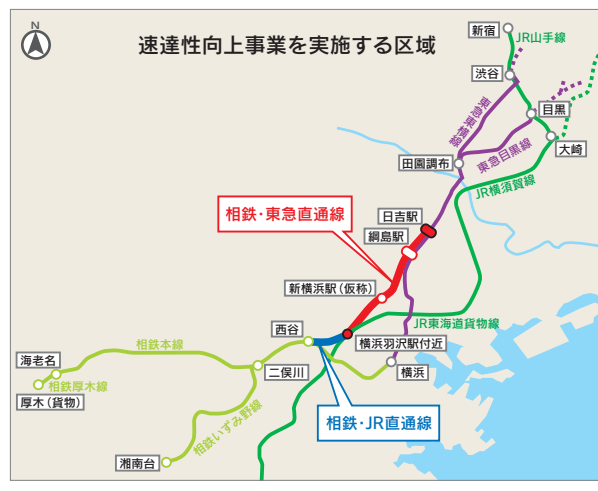 N
速達性向上事業を実施する区域
新宿
JR山手線
渋谷
目黒
東急東横線
大崎
東急目黒線
田園調布
JR横須賀線
日吉駅
相鉄・東急直通線
綱島駅
新横浜駅(仮称)
JR東海道貨物線
西谷
横浜羽沢駅付近
相鉄本線
海老名
二俣川
横浜
相鉄厚木線
厚木(貨物)
相鉄・JR直通線
相鉄いずみ野線
湘南台